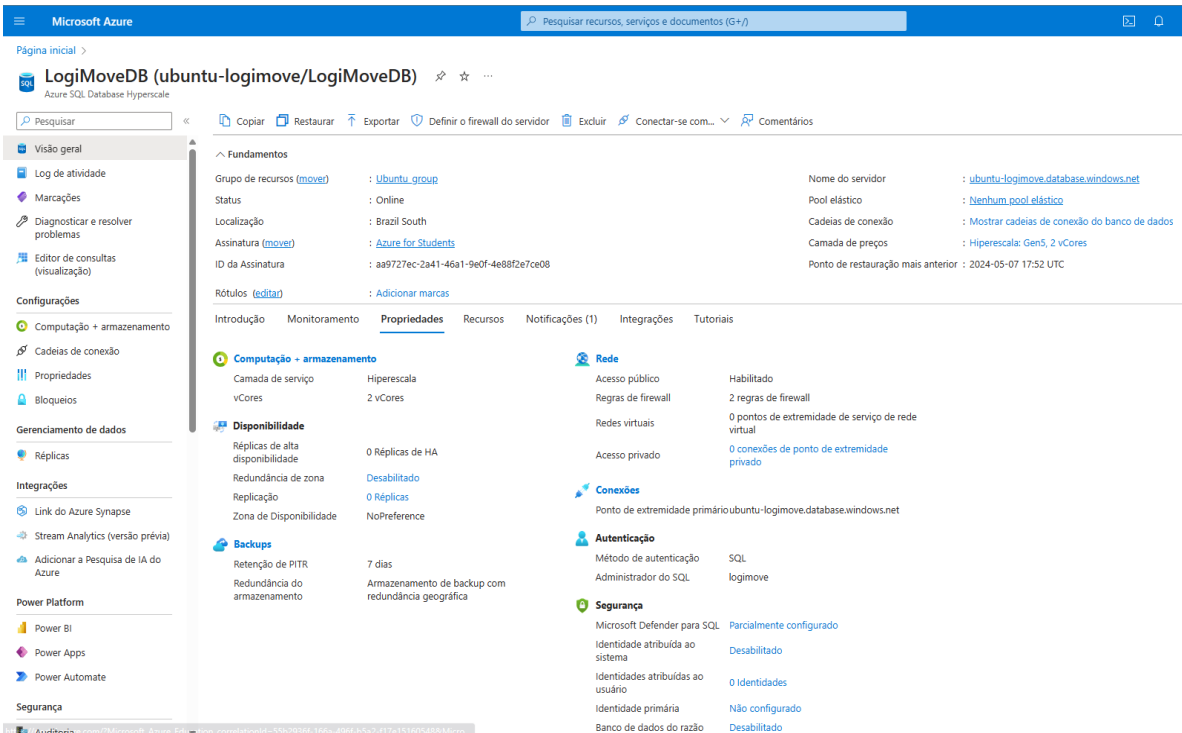 Microsoft Azure
Pesquisar recursos, serviços e documentos (G+/)
Página inicial >
SQL
LogiMoveDB (ubuntu-logimove/LogiMoveDB)
Azure SQL Database Hyperscale
Pesquisar
Copiar
Restaurar
Exportar
Definir o firewall do servidor
Excluir
Conectar-se com...
Comentários
Visão geral
Log de atividade
Marcações
Diagnosticar e resolver
problemas
Editor de consultas
(visualização)
Configurações
Computação + armazenamento
Cadeias de conexão
Propriedades
Bloqueios
Gerenciamento de dados
Réplicas
Integrações
Link do Azure Synapse
Stream Analytics (versão prévia)
Adicionar a Pesquisa de IA do
Azure
Power Platform
Power BI
Power Apps
Power Automate
Segurança
Auditoria
Fundamentos
Grupo de recursos (mover) : Ubuntu_group
Status : Online
Localização : Brazil South
Assinatura (mover) : Azure for Students
ID da Assinatura : aa9727ec-2a41-46a1-9e0f-4e88f2e7ce08
Rótulos (editar) : Adicionar marcas
Nome do servidor : ubuntu-logimove.database.windows.net
Pool elástico : Nenhum pool elástico
Cadeias de conexão : Mostrar cadeias de conexão do banco de dados
Camada de preços : Hiperescala: Gen5, 2 vCores
Ponto de restauração mais anterior : 2024-05-07 17:52 UTC
Introdução
Monitoramento
Propriedades
Recursos
Notificações (1)
Integrações
Tutoriais
Computação + armazenamento
Camada de serviço Hiperescala
vCores 2 vCores
Disponibilidade
Réplicas de alta
disponibilidade 0 Réplicas de HA
Redundância de zona Desabilitado
Replicação 0 Réplicas
Zona de Disponibilidade NoPreference
Backups
Retenção de PITR 7 dias
Redundância do Armazenamento de backup com
armazenamento redundância geográfica
Rede
Acesso público Habilitado
Regras de firewall 2 regras de firewall
Redes virtuais 0 pontos de extremidade de serviço de rede
virtual
Acesso privado 0 conexões de ponto de extremidade
privado
Conexões
Ponto de extremidade primário ubuntu-logimove.database.windows.net
Autenticação
Método de autenticação SQL
Administrador do SQL logimove
Segurança
Microsoft Defender para SQL Parcialmente configurado
Identidade atribuída ao
sistema Desabilitado
Identidades atribuídas ao
usuário 0 Identidades
Identidade primária Não configurado
Banco de dados do razão Desabilitado